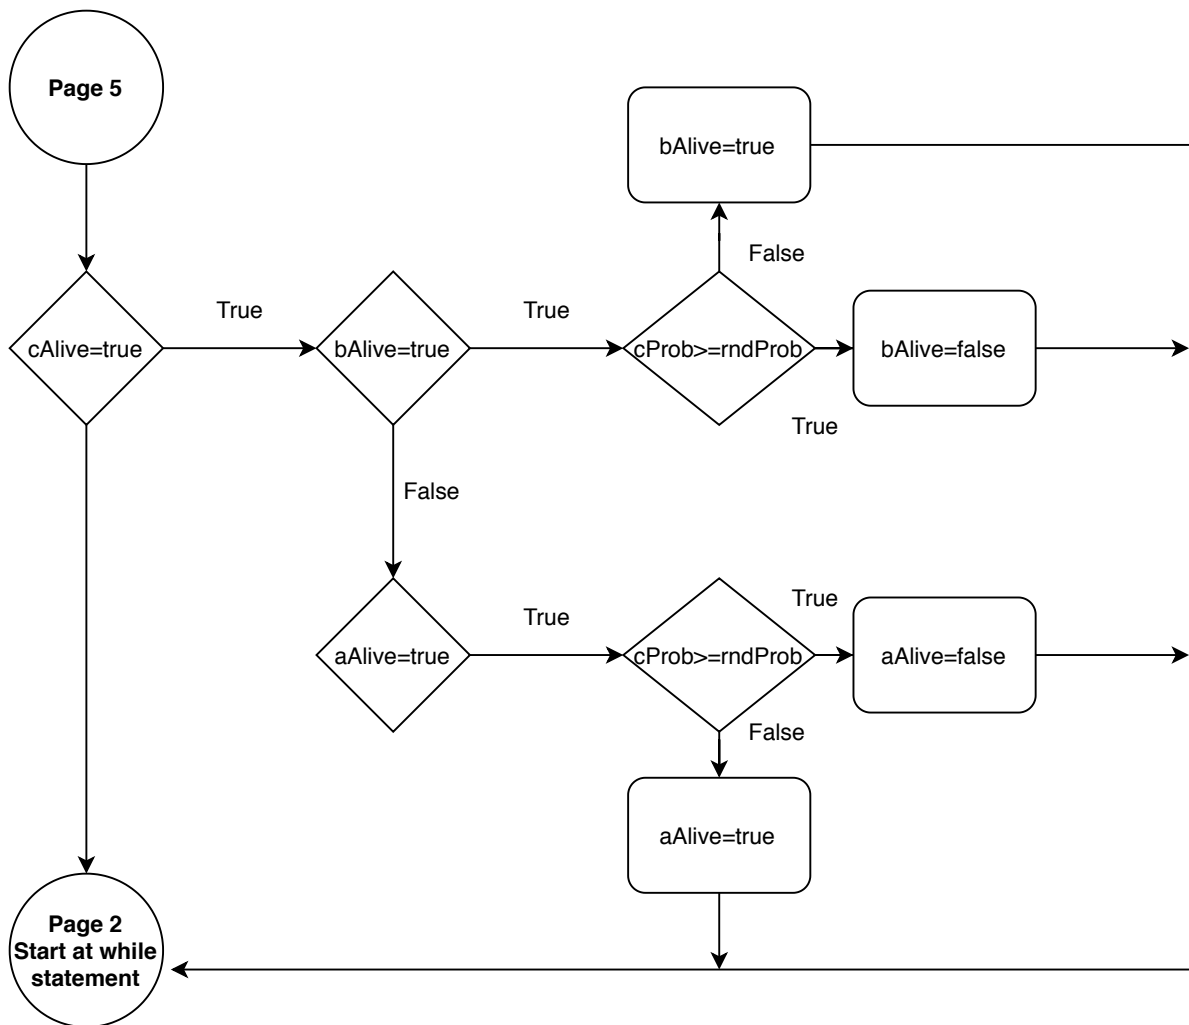 Page 5
bAlive=true
False
True
True
cAlive=true
bAlive=true
cProb>=rndProb
bAlive=false
True
False
True
True
aAlive=true
cProb>=rndProb
aAlive=false
False
aAlive=true
Page 2
Start at while
statement